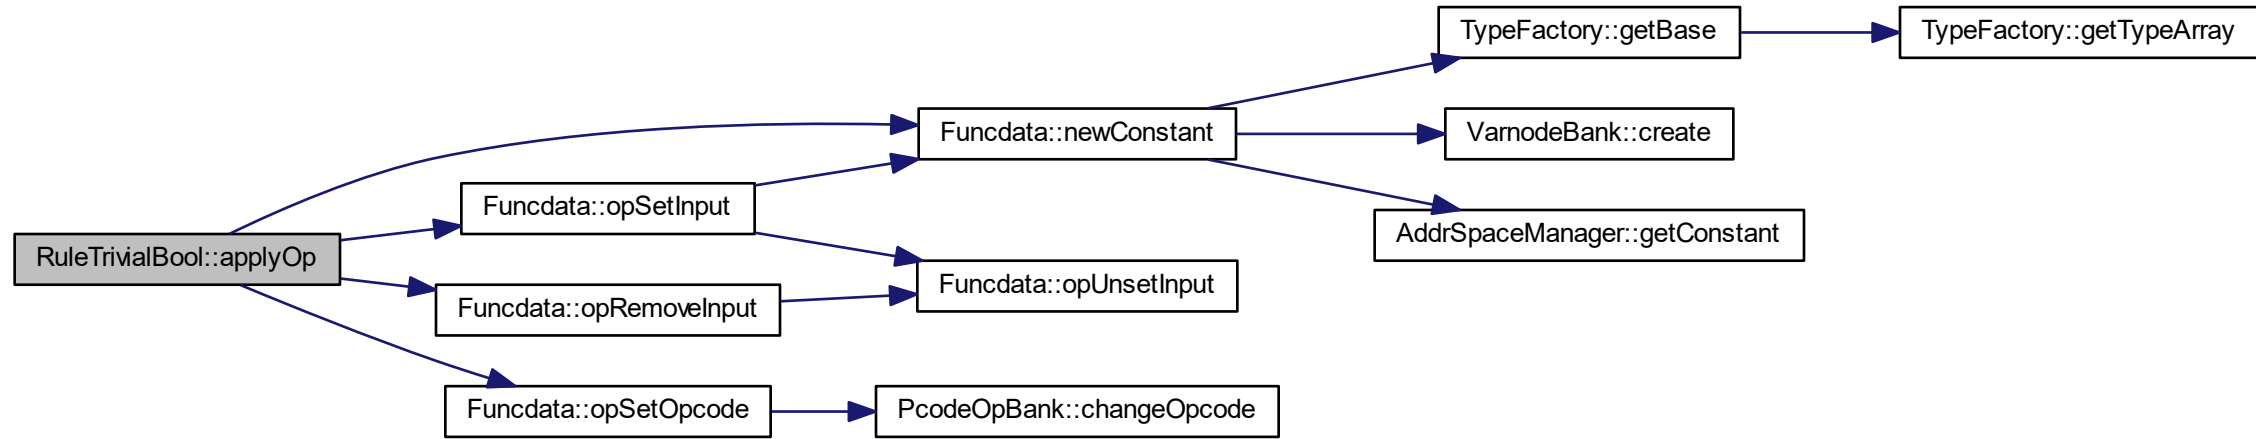 TypeFactory::getBase
TypeFactory::getTypeArray
Funcdata::newConstant
VarnodeBank::create
Funcdata::opSetInput
AddrSpaceManager::getConstant
RuleTrivialBool::applyOp
Funcdata::opUnsetInput
Funcdata::opRemoveInput
Funcdata::opSetOpcode
PcodeOpBank::changeOpcode